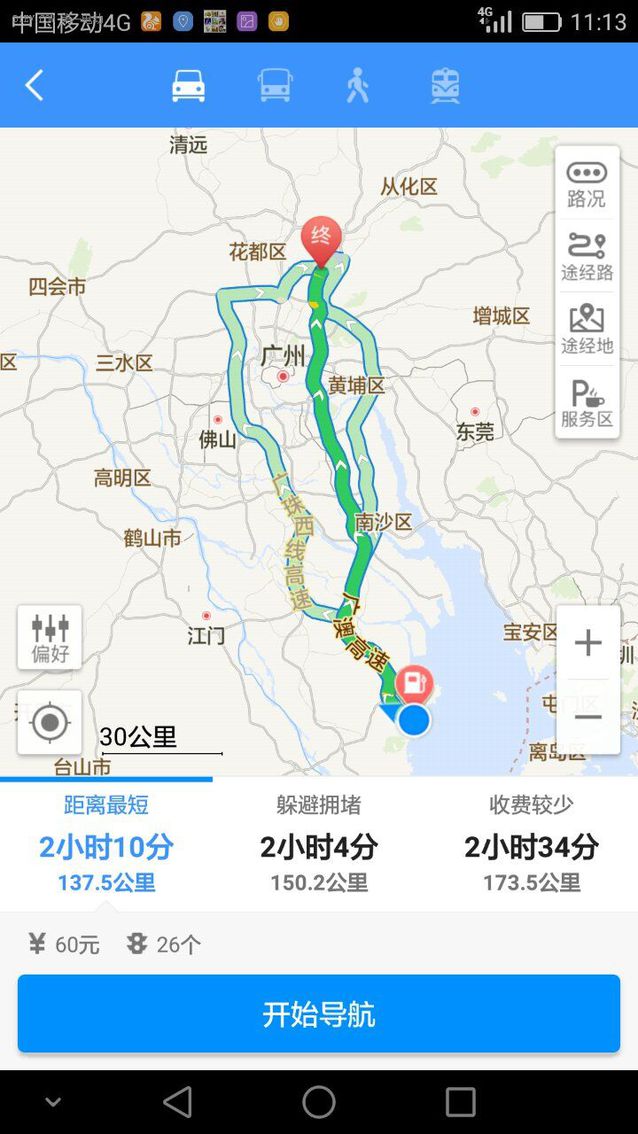 中国移动4G
4G
11:13
清远
从化区
路况
终
花都区
途经路
四会市
增城区
途经地
广州
区
三水区
黄埔区
P
服务区
佛山
东莞
高明区
广珠西线高速
南沙区
鹤山市
广澳高速
江门
宝安区
圳
偏好
屯门区
30公里
离岛区
台山市
距离最短
躲避拥堵
收费较少
2小时10分
2小时4分
2小时34分
137.5公里
150.2公里
173.5公里
¥ 60元
26个
开始导航